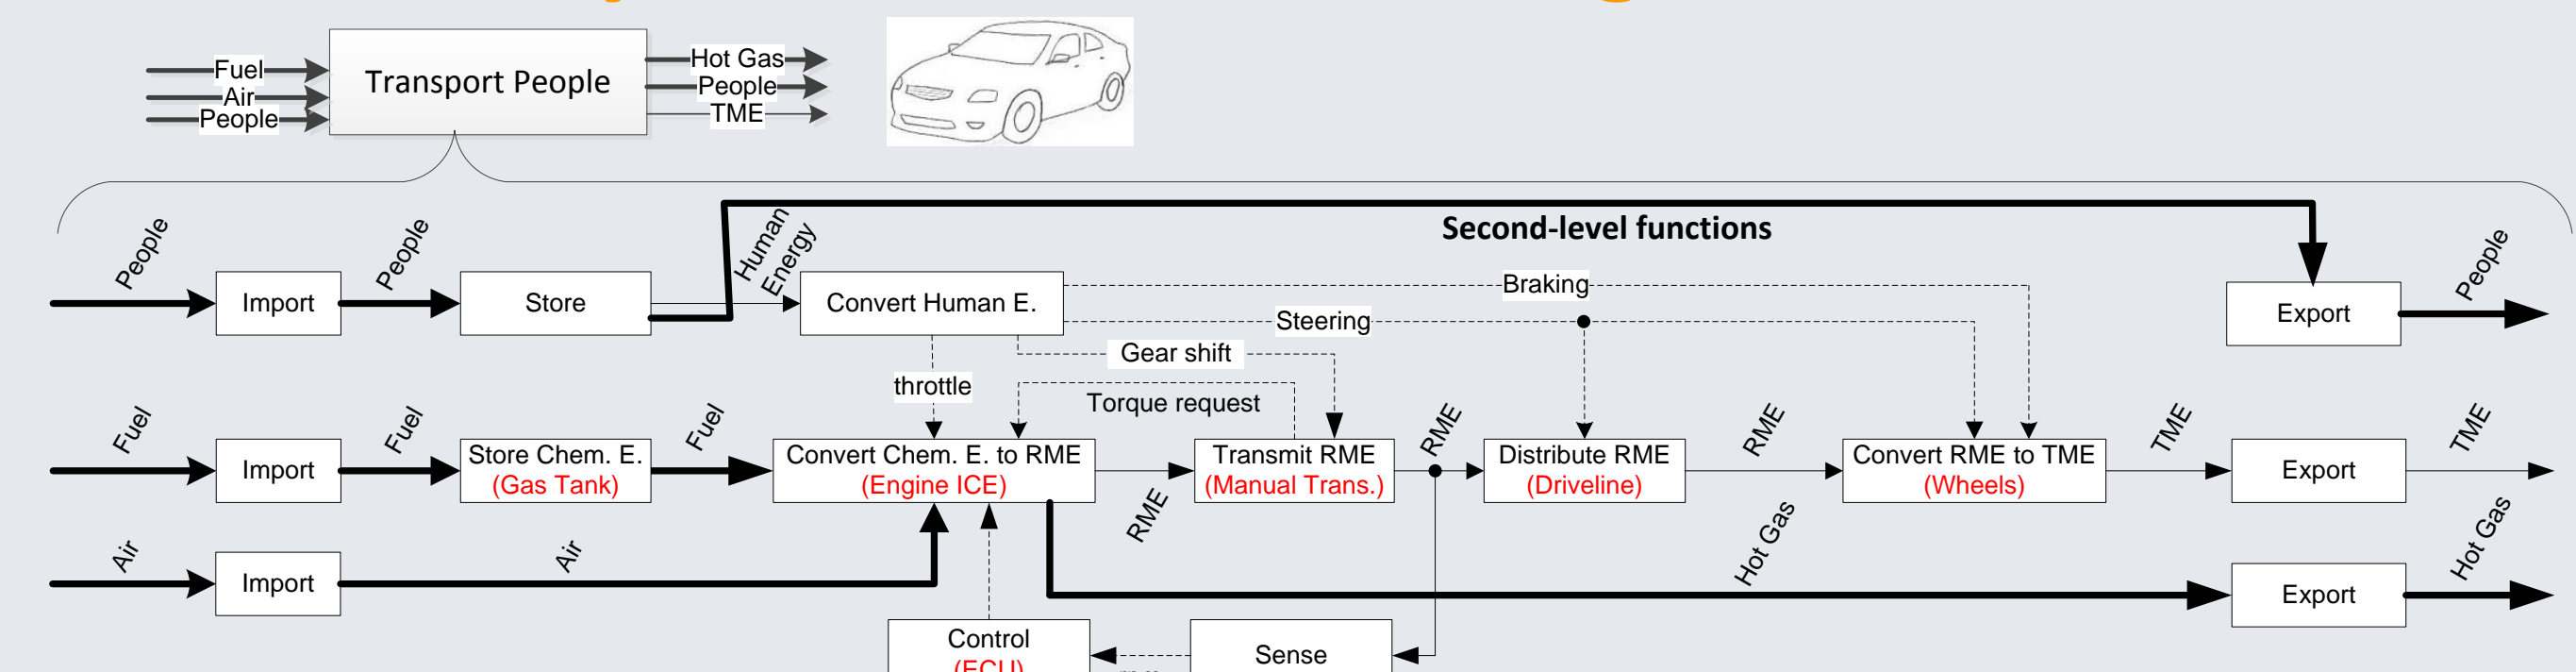 Fuel
Air
People
Transport People
Hot Gas
People
TME
Second-level functions
People
Import
People
Store
Human
Energy
Convert Human E.
Braking
Steering
Gear shift
throttle
Torque request
Export
People
Fuel
Import
Fuel
Store Chem. E.
(Gas Tank)
Fuel
Convert Chem. E. to RME
(Engine ICE)
RME
Transmit RME
(Manual Trans.)
RME
Distribute RME
(Driveline)
RME
Convert RME to TME
(Wheels)
TME
Export
TME
Air
Import
Air
Hot Gas
Export
Hot Gas
Control
(ECU)
Sense